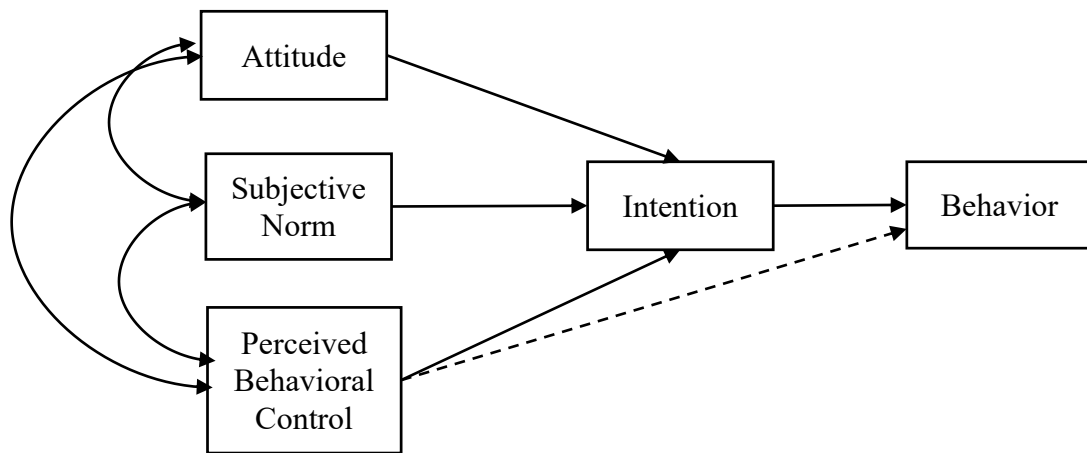 Attitude
Subjective
Norm
Perceived
Behavioral
Control
Intention
Behavior